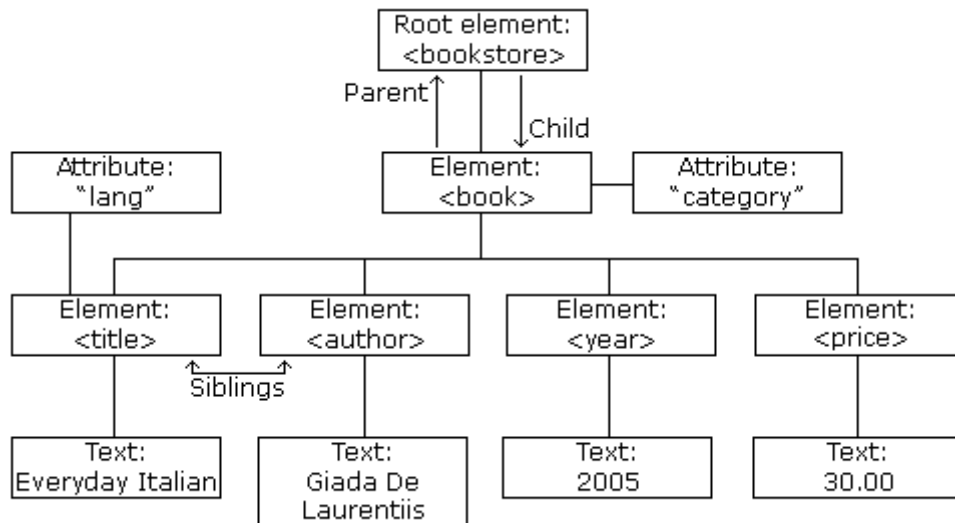 Root element:
<bookstore>
Parent
Child
Attribute:
“lang”
Element:
<book>
Attribute:
“category”
Element:
<title>
Element:
<author>
Element:
<year>
Element:
<price>
Siblings
Text:
Everyday Italian
Text:
Giada De
Laurentiis
Text:
2005
Text:
30.00